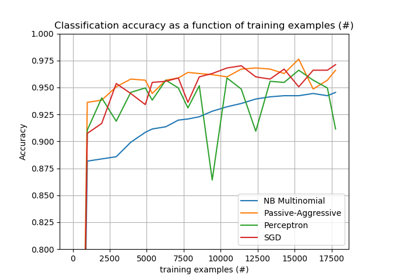 Classification accuracy as a function of training examples (#)
1.000
0.975
0.950
0.925
0.900
0.875
0.850
0.825
0.800
Accuracy
NB Multinomial
Passive-Aggressive
Perceptron
SGD
0 2500 5000 7500 10000 12500 15000 17500
training examples (#)